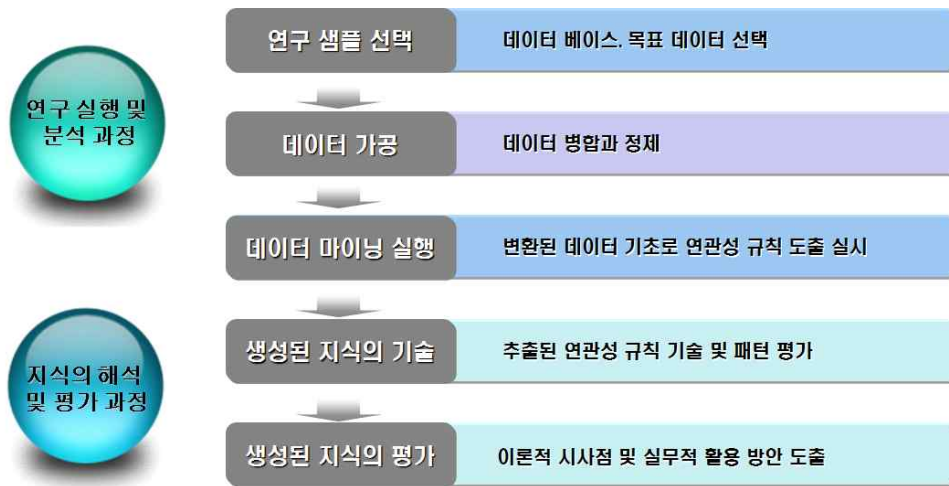 연구 실행 및
분석 과정
연구 샘플 선택
데이터 베이스. 목표 데이터 선택
데이터 가공
데이터 병합과 정제
데이터 마이닝 실행
변환된 데이터 기초로 연관성 규칙 도출 실시
지식의 해석
및 평가 과정
생성된 지식의 기술
추출된 연관성 규칙 기술 및 패턴 평가
생성된 지식의 평가
이론적 시사점 및 실무적 활용 방안 도출